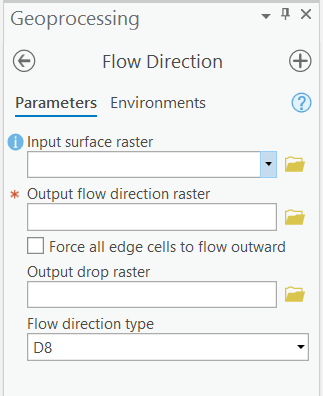 Geoprocessing
Flow Direction
Parameters Environments
?
i Input surface raster
* Output flow direction raster
Force all edge cells to flow outward
Output drop raster
Flow direction type
D8